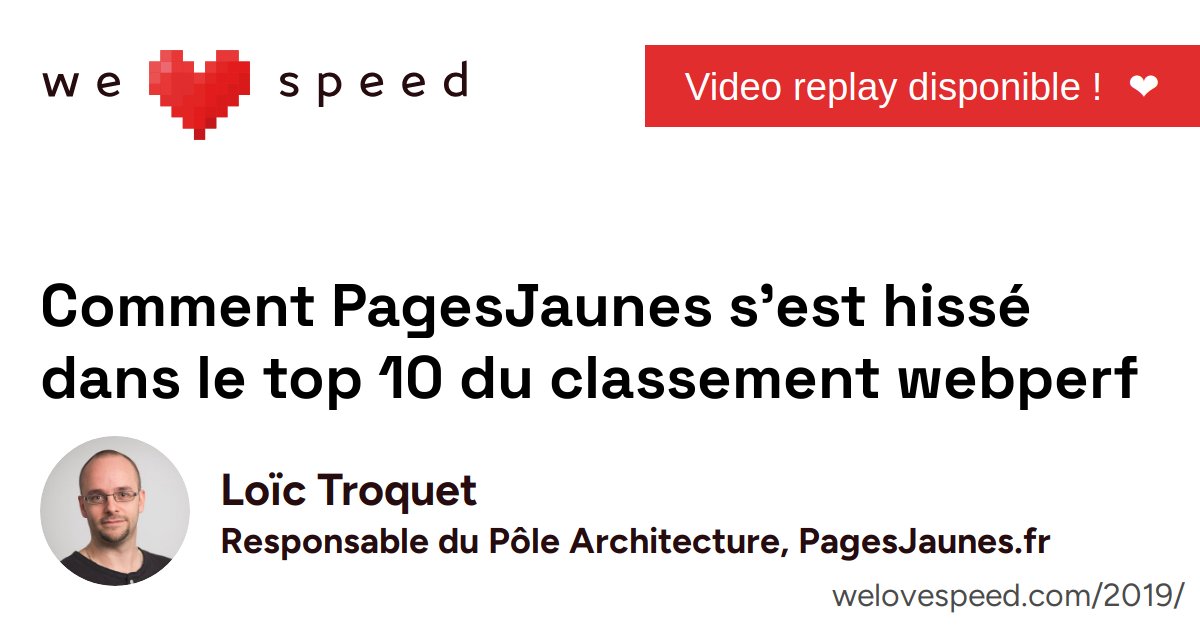 we speed
Video replay disponible ! ❤
Comment PagesJaunes s’est hissé
dans le top 10 du classement webperf
Loïc Troquet
Responsable du Pôle Architecture, PagesJaunes.fr
welovespeed.com/2019/